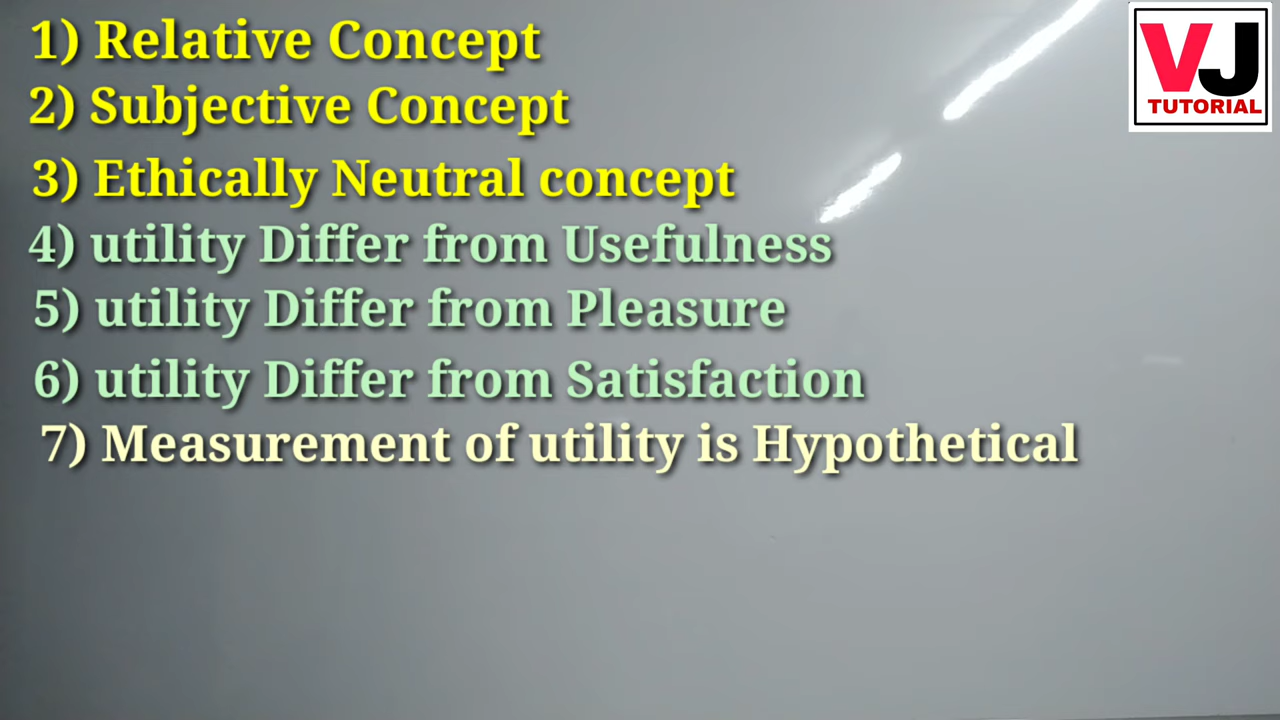 1) Relative Concept
2) Subjective Concept
3) Ethically Neutral concept
4) utility Differ from Usefulness
5) utility Differ from Pleasure
6) utility Differ from Satisfaction
7) Measurement of utility is Hypothetical
VJ
TUTORIAL